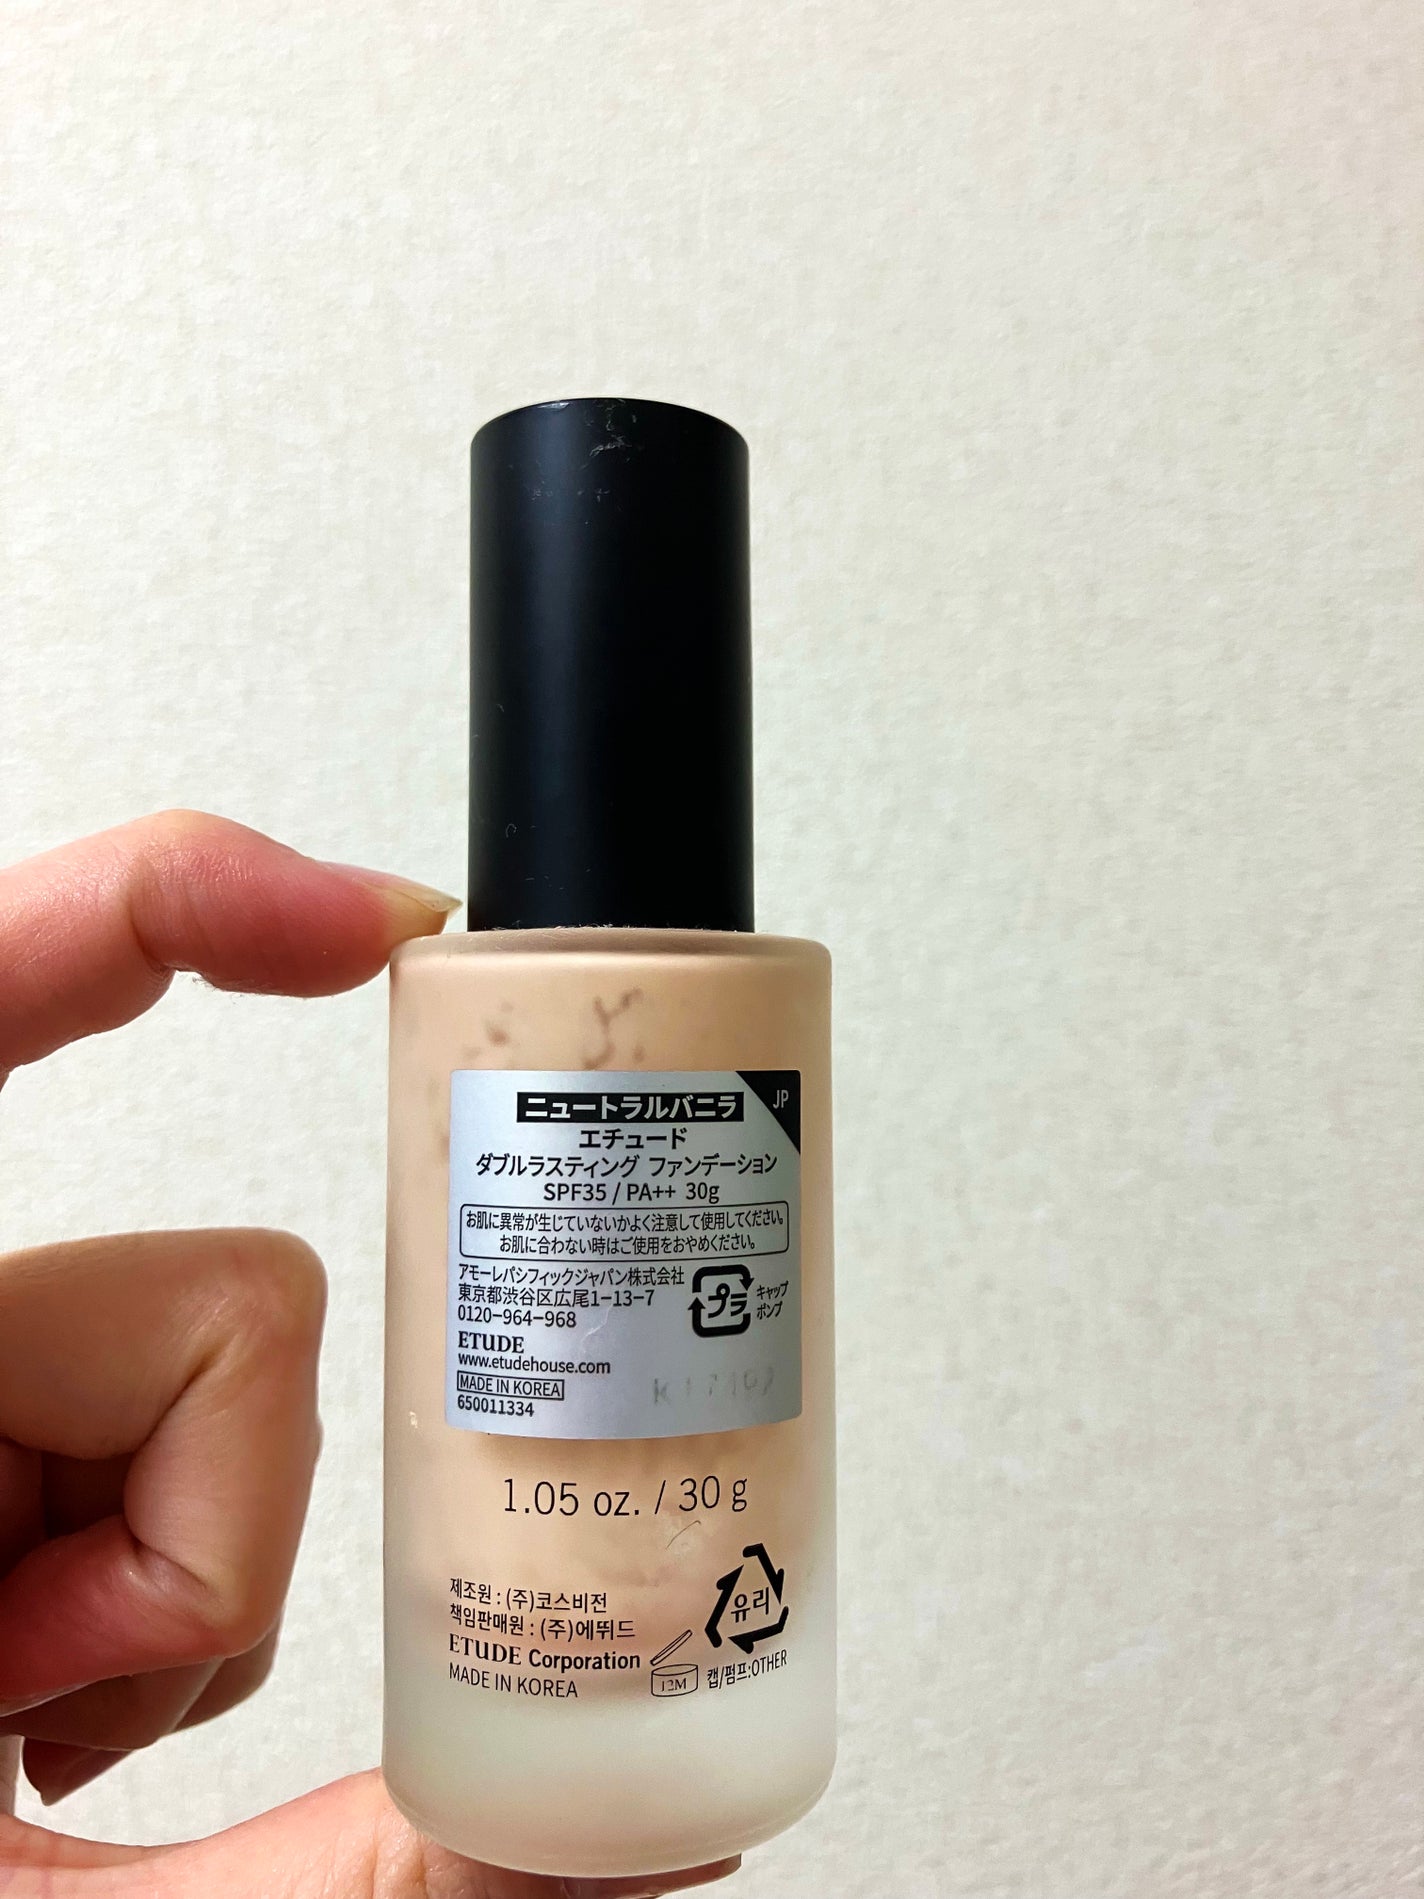 ニュートラルバニラ
JP
エチュード
ダブルラスティング ファンデーション
SPF35 / PA++ 30g
お肌に異常が生じていないかよく注意して使用してください。
お肌に合わない時はご使用をおやめください。
アモーレパシフィックジャパン株式会社
東京都渋谷区広尾1-13-7
0120-964-968
プラ
キャップ
ポンプ
ETUDE
www.etudehouse.com
MADE IN KOREA
650011334
1.05 oz. / 30 g
제조원 : (주)코스비전
책임판매원 : (주)에뛰드
ETUDE Corporation
MADE IN KOREA
12M
유리
캡/펌프:OTHER